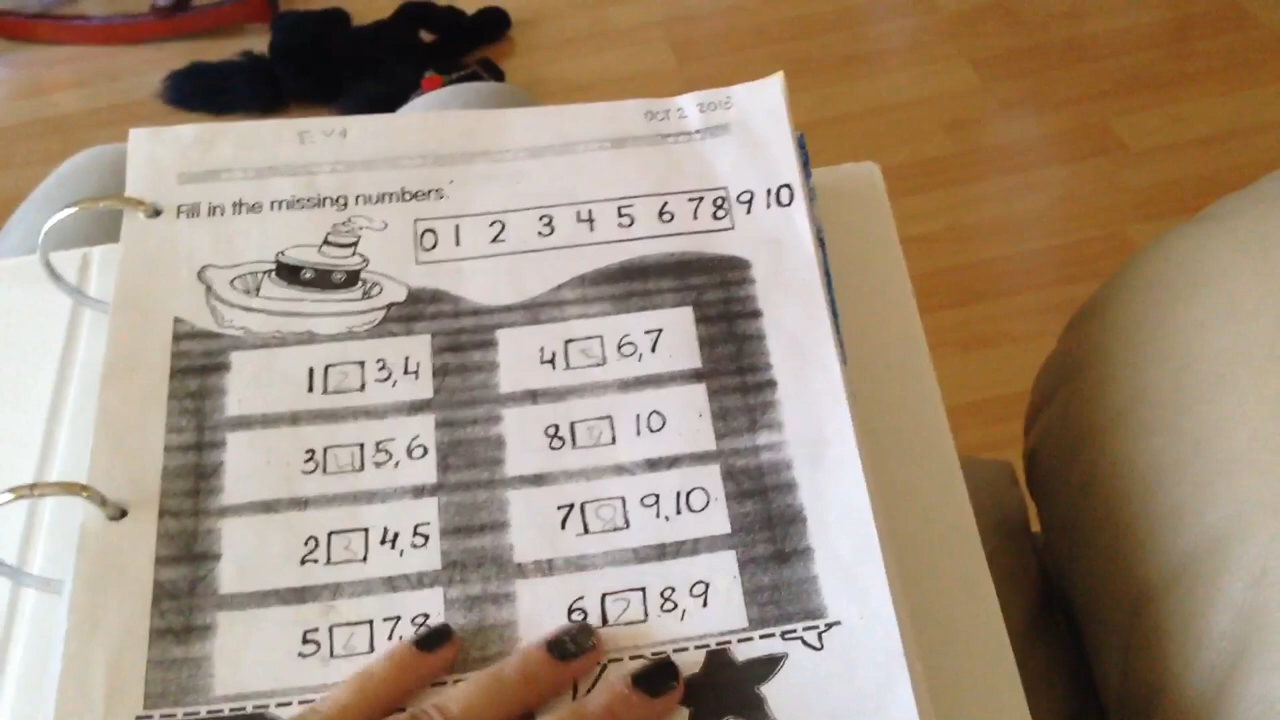 OCT 2 2013
Fill in the missing numbers.
0 1 2 3 4 5 6 7 8 9 10
1 2 3,4
4 5 6,7
3 4 5,6
8 9 10
2 3 4,5
7 8 9,10
5 6 7,8
6 7 8,9